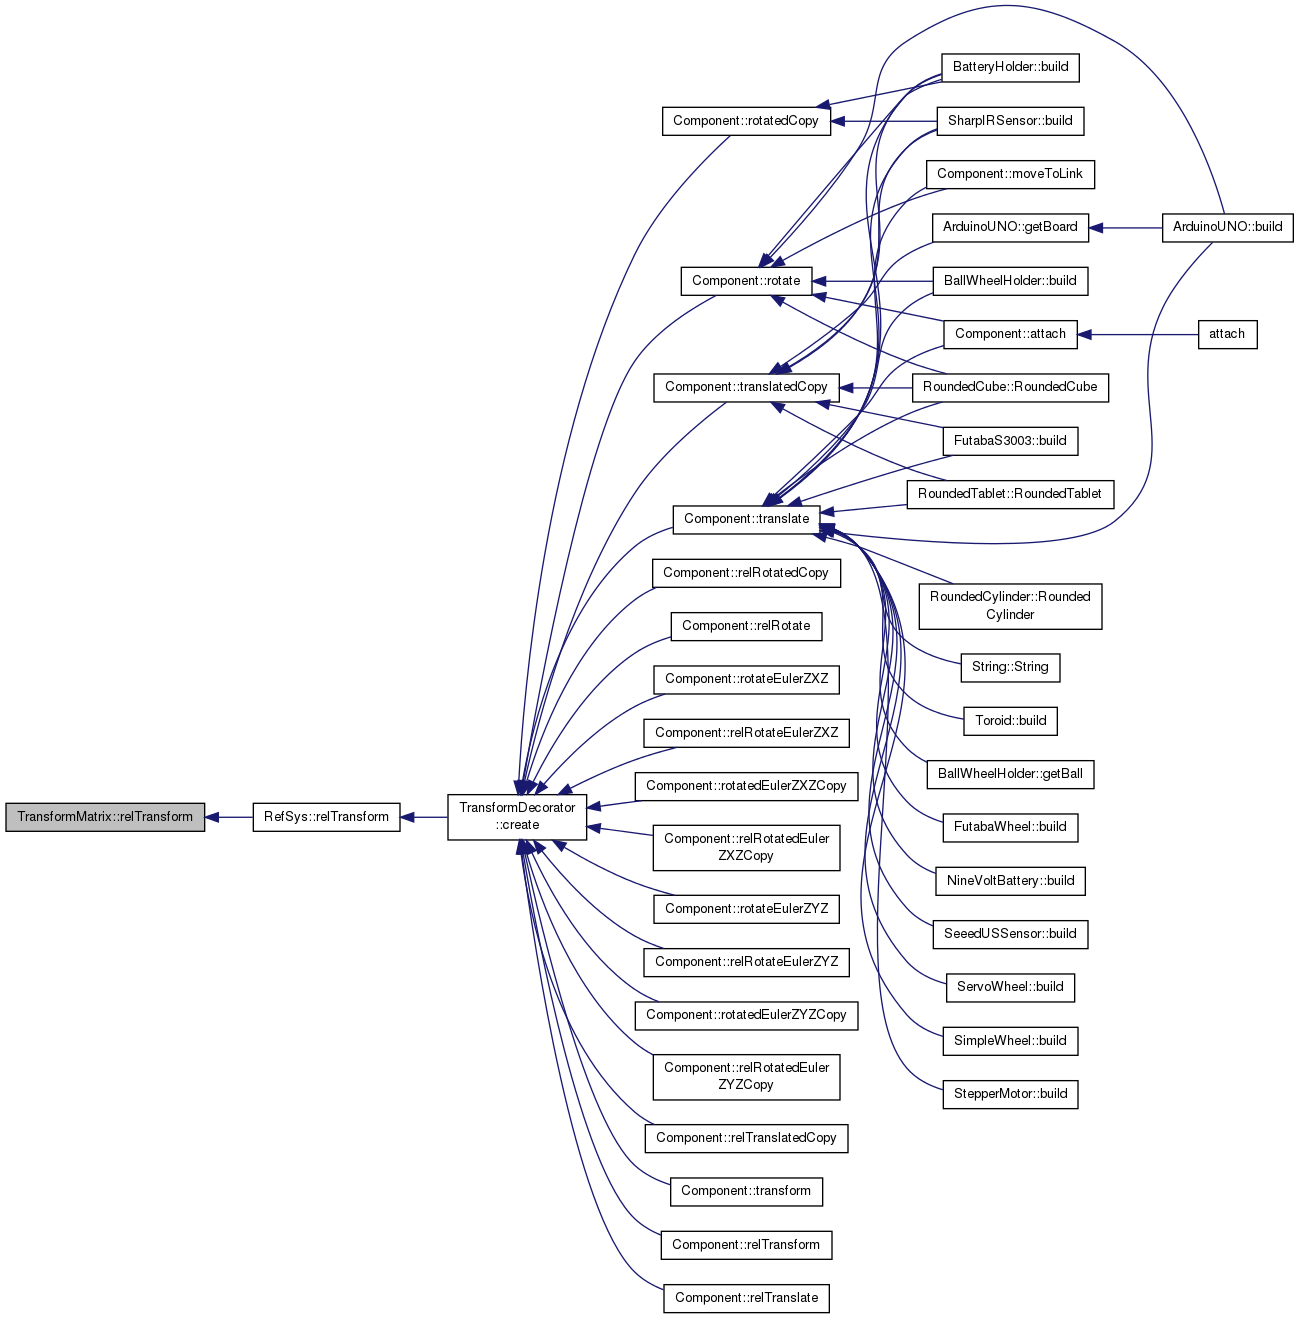 BatteryHolder::build
Component::rotatedCopy
SharpIRSensor::build
Component::moveToLink
ArduinoUNO::getBoard
ArduinoUNO::build
Component::rotate
BallWheelHolder::build
Component::attach
attach
Component::translatedCopy
RoundedCube::RoundedCube
FutabaS3003::build
RoundedTablet::RoundedTablet
Component::translate
Component::relRotatedCopy
RoundedCylinder::Rounded
Cylinder
Component::relRotate
String::String
Component::rotateEulerZXZ
Toroid::build
Component::relRotateEulerZXZ
BallWheelHolder::getBall
Component::rotatedEulerZXZCopy
TransformMatrix::relTransform
RefSys::relTransform
TransformDecorator
::create
FutabaWheel::build
Component::relRotatedEuler
ZXZCopy
NineVoltBattery::build
Component::rotateEulerZYZ
SeeedUSSensor::build
Component::relRotateEulerZYZ
ServoWheel::build
Component::rotatedEulerZYZCopy
SimpleWheel::build
Component::relRotatedEuler
ZYZCopy
StepperMotor::build
Component::relTranslatedCopy
Component::transform
Component::relTransform
Component::relTranslate